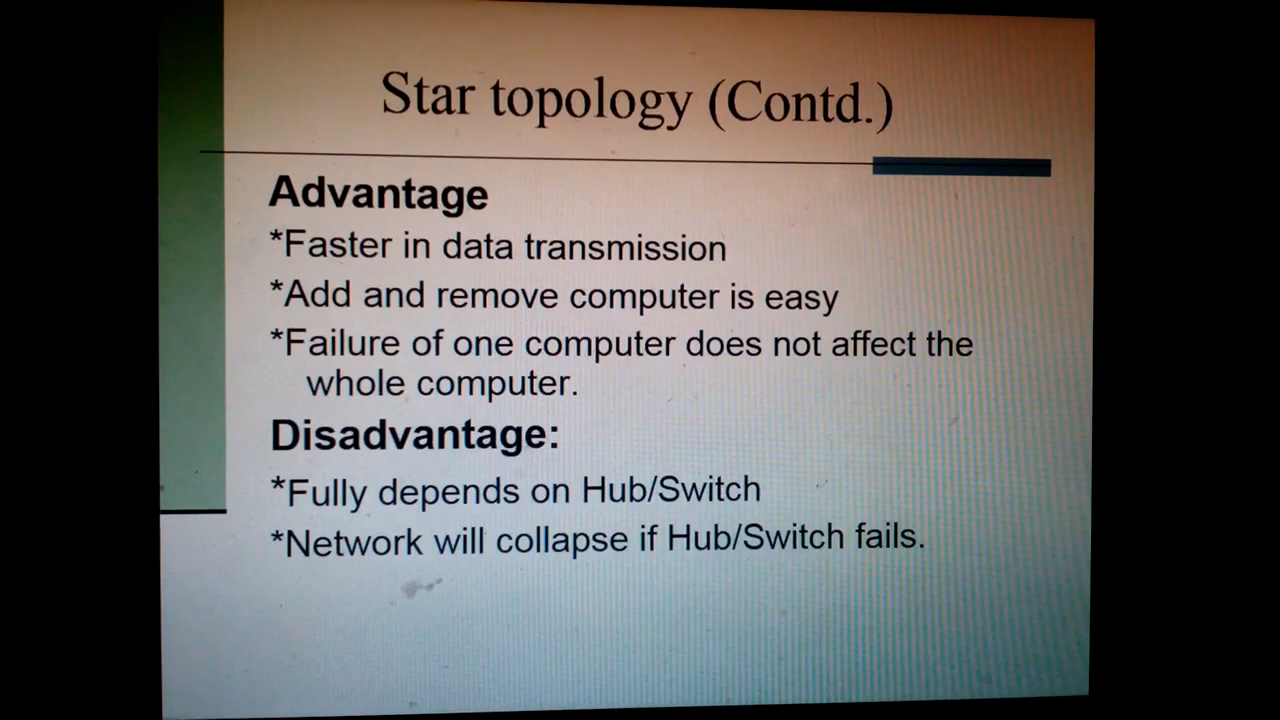 Star topology (Contd.)
Advantage
*Faster in data transmission
*Add and remove computer is easy
*Failure of one computer does not affect the
whole computer.
Disadvantage:
*Fully depends on Hub/Switch
*Network will collapse if Hub/Switch fails.